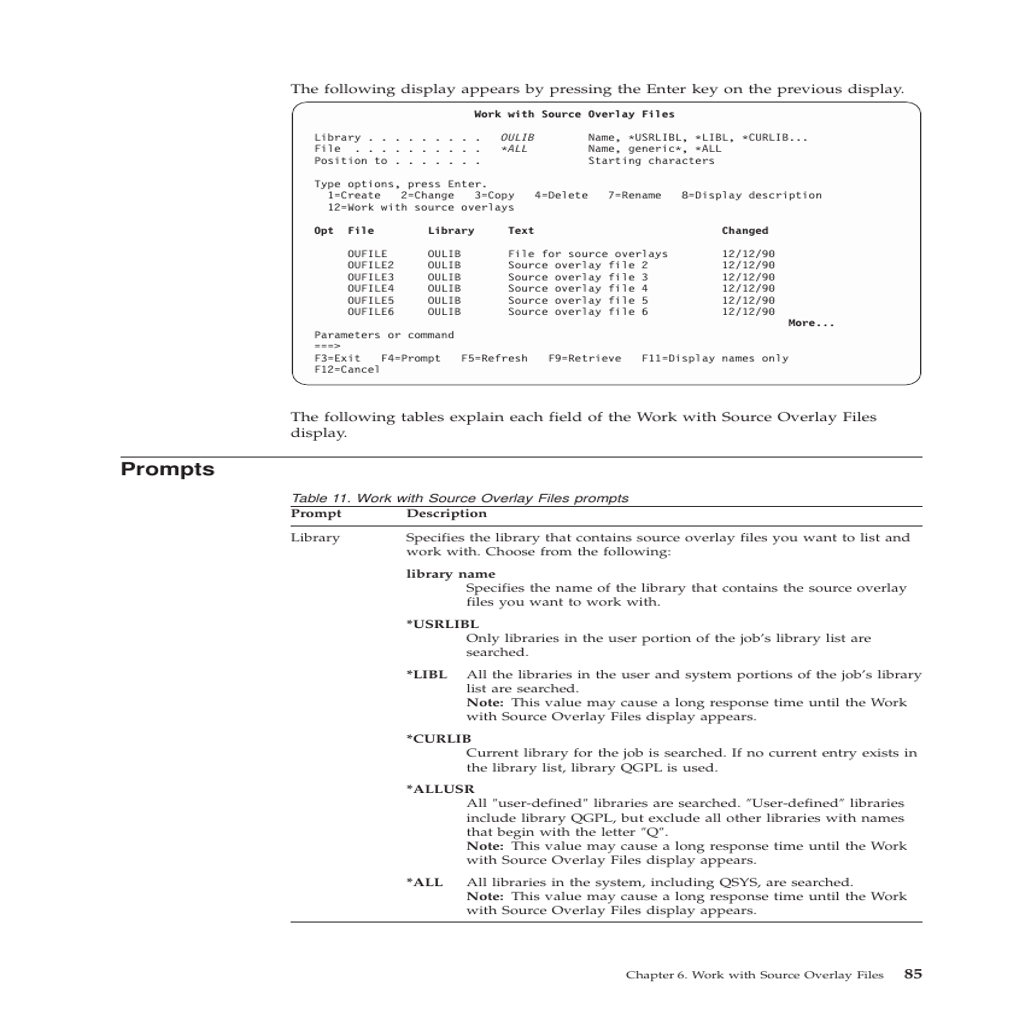 The following display appears by pressing the Enter key on the previous display.
Work with Source Overlay Files
Library . . . . . . . . .   OULIB        Name, *USRLIBL, *LIBL, *CURLIB...
File  . . . . . . . . . .   *ALL         Name, generic*, *ALL
Position to . . . . . . .                Starting characters
Type options, press Enter.
1=Create   2=Change   3=Copy   4=Delete   7=Rename   8=Display description
12=Work with source overlays
Opt  File        Library     Text                            Changed
OUFILE      OULIB       File for source overlays        12/12/90
OUFILE2     OULIB       Source overlay file 2           12/12/90
OUFILE3     OULIB       Source overlay file 3           12/12/90
OUFILE4     OULIB       Source overlay file 4           12/12/90
OUFILE5     OULIB       Source overlay file 5           12/12/90
OUFILE6     OULIB       Source overlay file 6           12/12/90
More...
Parameters or command
===>
F3=Exit   F4=Prompt   F5=Refresh   F9=Retrieve   F11=Display names only
F12=Cancel
The following tables explain each field of the Work with Source Overlay Files
display.
Prompts
Table 11. Work with Source Overlay Files prompts
Prompt   Description
Library   Specifies the library that contains source overlay files you want to list and
work with. Choose from the following:
library name
Specifies the name of the library that contains the source overlay
files you want to work with.
*USRLIBL
Only libraries in the user portion of the job's library list are
searched.
*LIBL   All the libraries in the user and system portions of the job's library
list are searched.
Note: This value may cause a long response time until the Work
with Source Overlay Files display appears.
*CURLIB
Current library for the job is searched. If no current entry exists in
the library list, library QGPL is used.
*ALLUSR
All "user-defined" libraries are searched. "User-defined" libraries
include library QGPL, but exclude all other libraries with names
that begin with the letter "Q".
Note: This value may cause a long response time until the Work
with Source Overlay Files display appears.
*ALL   All libraries in the system, including QSYS, are searched.
Note: This value may cause a long response time until the Work
with Source Overlay Files display appears.
Chapter 6. Work with Source Overlay Files   85